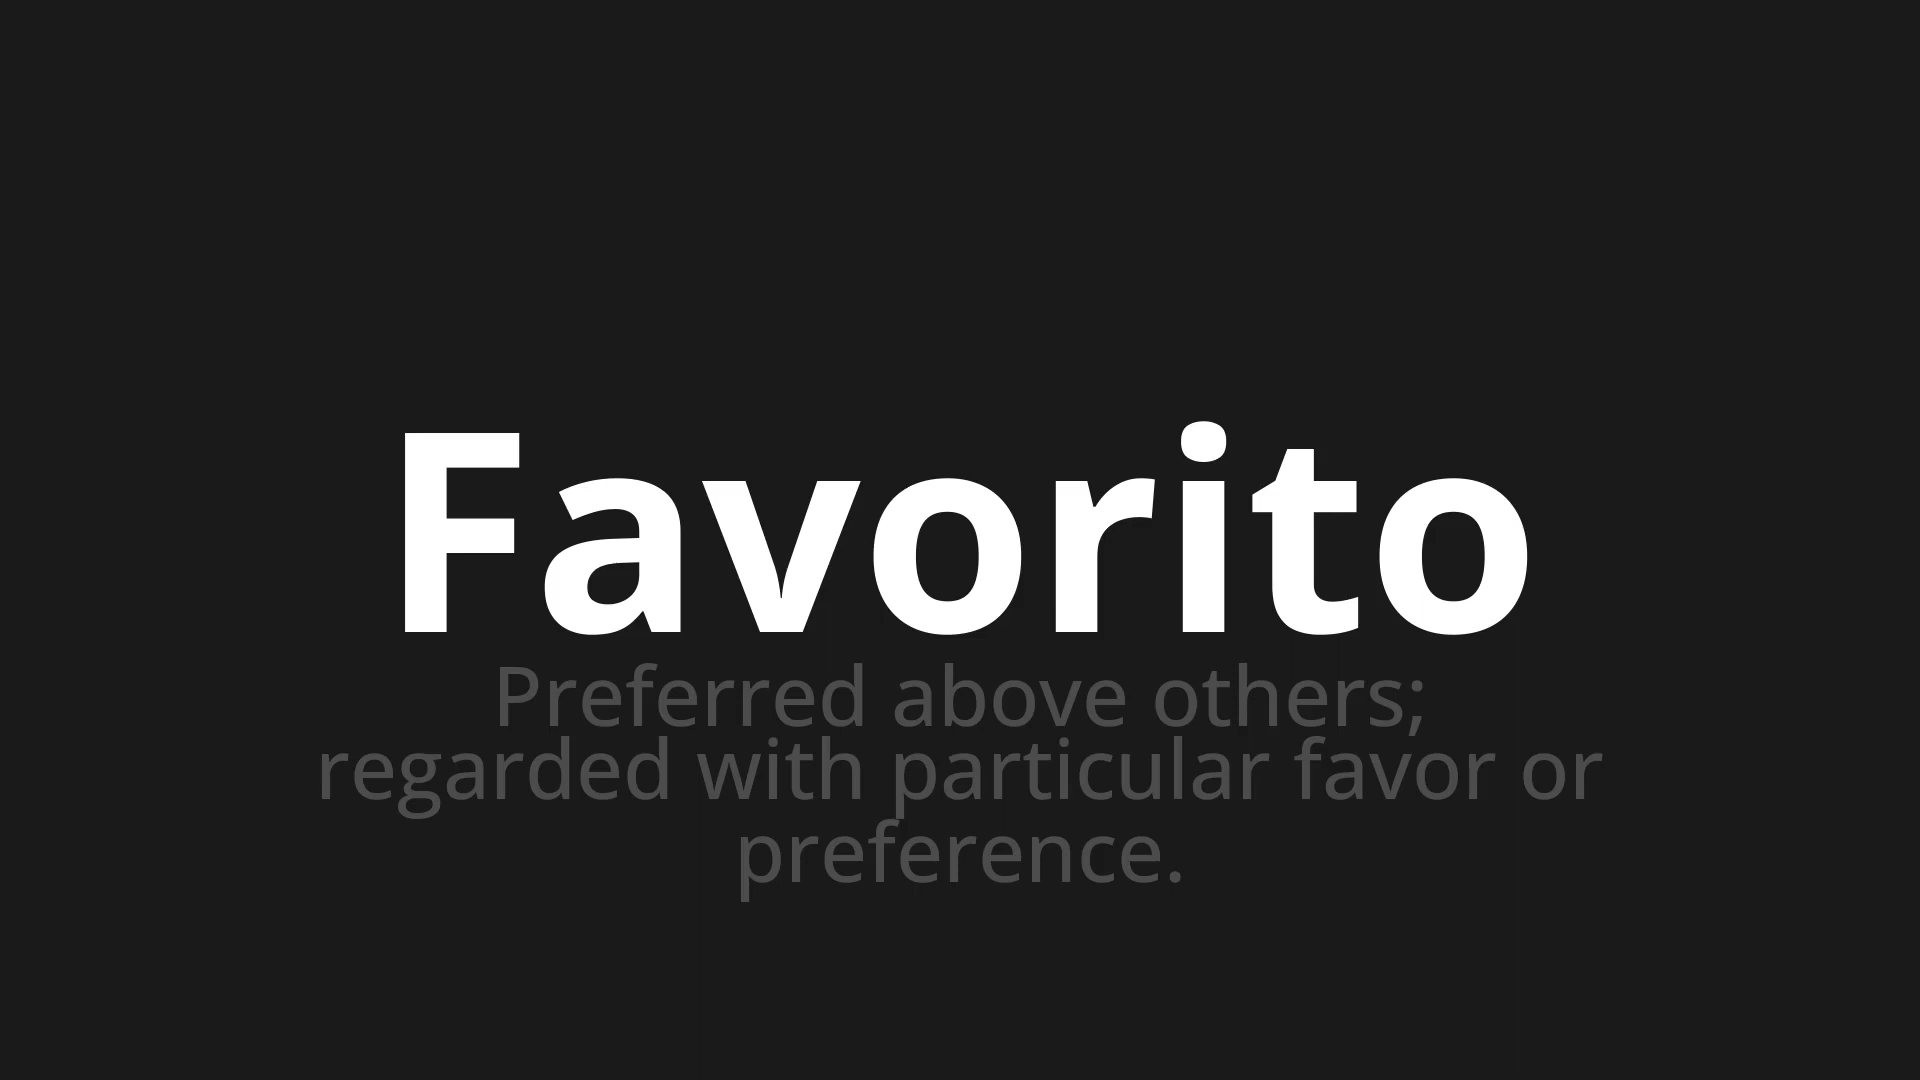 Favorito
Preferred above others;
regarded with particular favor or
preference.